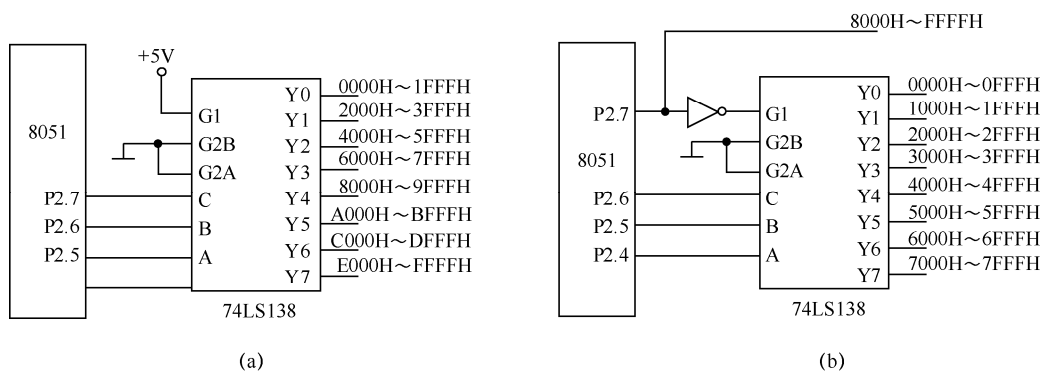 +5V
8051
P2.7
P2.6
P2.5
G1
G2B
G2A
C
B
A
Y0
Y1
Y2
Y3
Y4
Y5
Y6
Y7
0000H～1FFFH
2000H～3FFFH
4000H～5FFFH
6000H～7FFFH
8000H～9FFFH
A000H～BFFFH
C000H～DFFFH
E000H～FFFFH
74LS138
(a)
8000H～FFFFH
8051
P2.7
P2.6
P2.5
P2.4
G1
G2B
G2A
C
B
A
Y0
Y1
Y2
Y3
Y4
Y5
Y6
Y7
0000H～0FFFH
1000H～1FFFH
2000H～2FFFH
3000H～3FFFH
4000H～4FFFH
5000H～5FFFH
6000H～6FFFH
7000H～7FFFH
74LS138
(b)